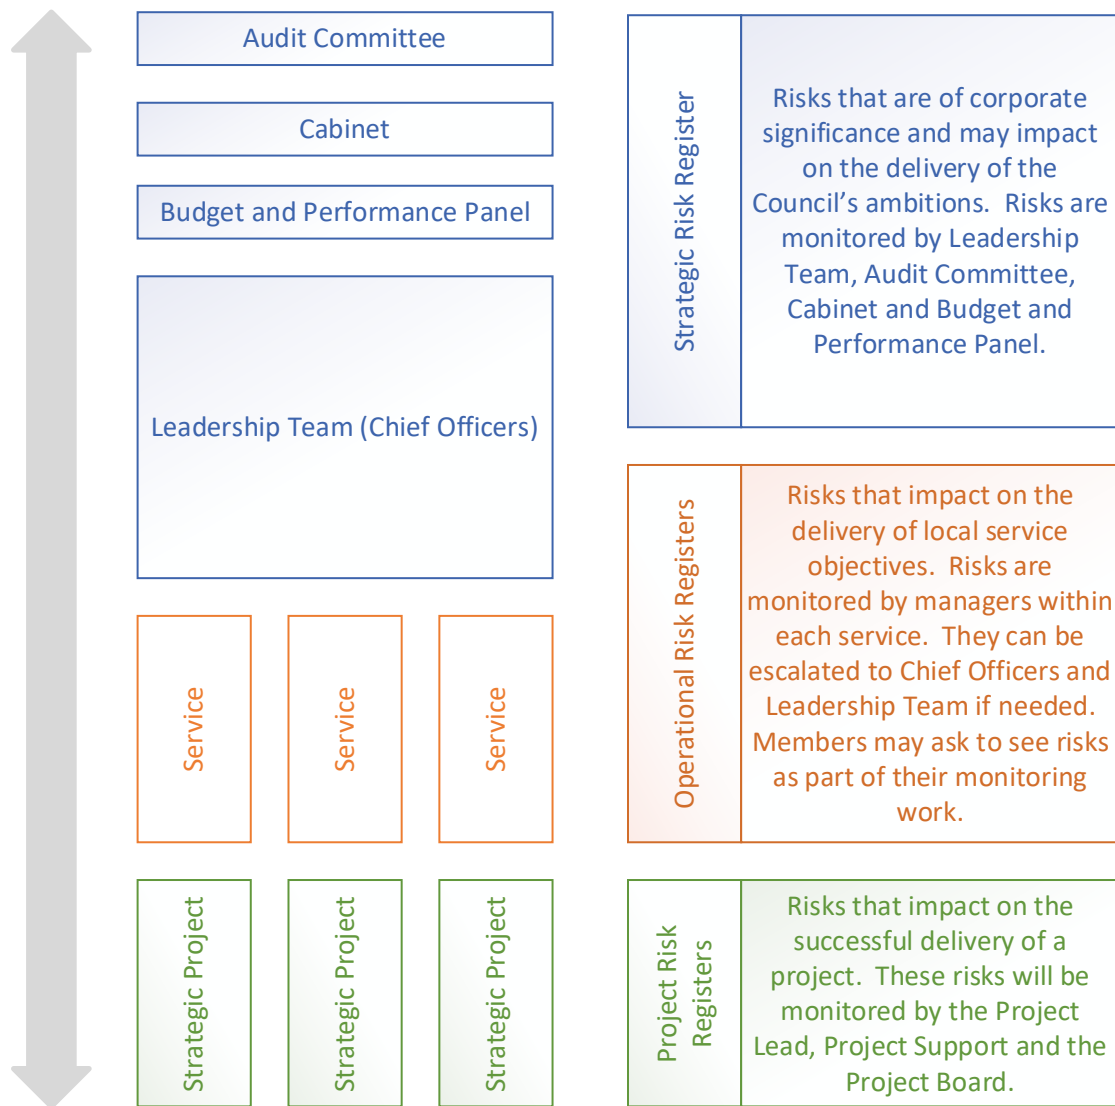 Audit Committee
Cabinet
Budget and Performance Panel
Leadership Team (Chief Officers)
Service
Service
Service
Strategic Project
Strategic Project
Strategic Project
Strategic Risk Register
Risks that are of corporate
significance and may impact
on the delivery of the
Council’s ambitions.  Risks are
monitored by Leadership
Team, Audit Committee,
Cabinet and Budget and
Performance Panel.
Operational Risk Registers
Risks that impact on the
delivery of local service
objectives.  Risks are
monitored by managers within
each service.  They can be
escalated to Chief Officers and
Leadership Team if needed.
Members may ask to see risks
as part of their monitoring
work.
Project Risk
Registers
Risks that impact on the
successful delivery of a
project.  These risks will be
monitored by the Project
Lead, Project Support and the
Project Board.